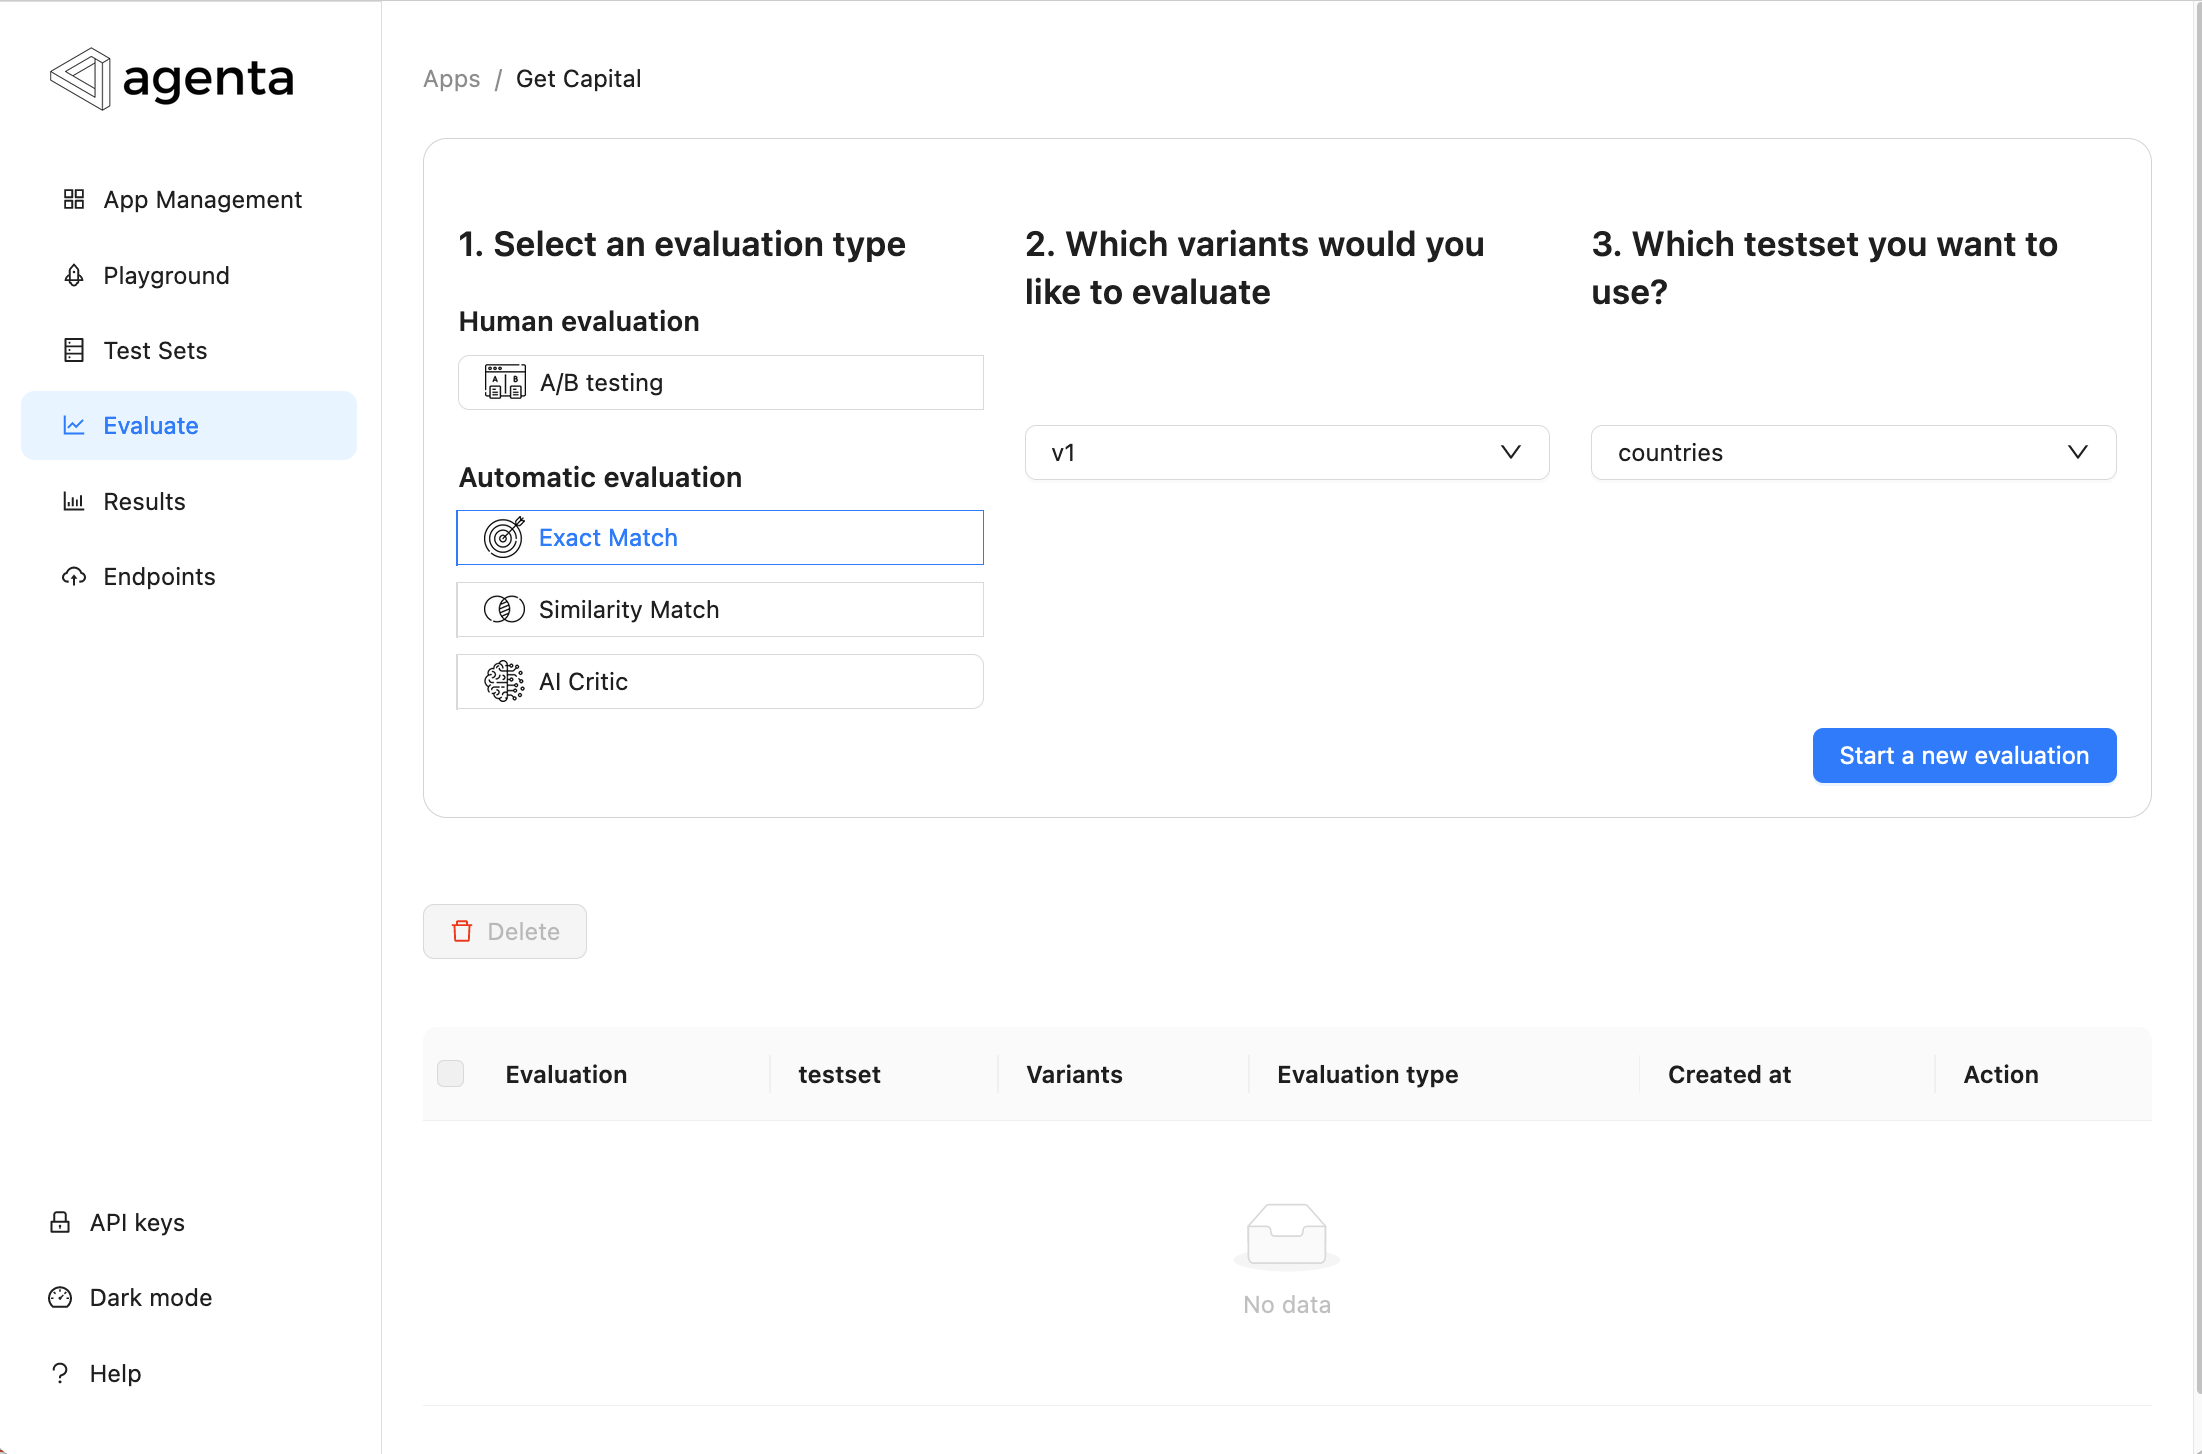 agenta
App Management
Playground
Test Sets
Evaluate
Results
Endpoints
API keys
Dark mode
Help
Apps / Get Capital
1. Select an evaluation type
Human evaluation
A/B testing
Automatic evaluation
Exact Match
Similarity Match
AI Critic
2. Which variants would you
like to evaluate
v1
3. Which testset you want to
use?
countries
Start a new evaluation
Delete
Evaluation testset Variants Evaluation type Created at Action
No data